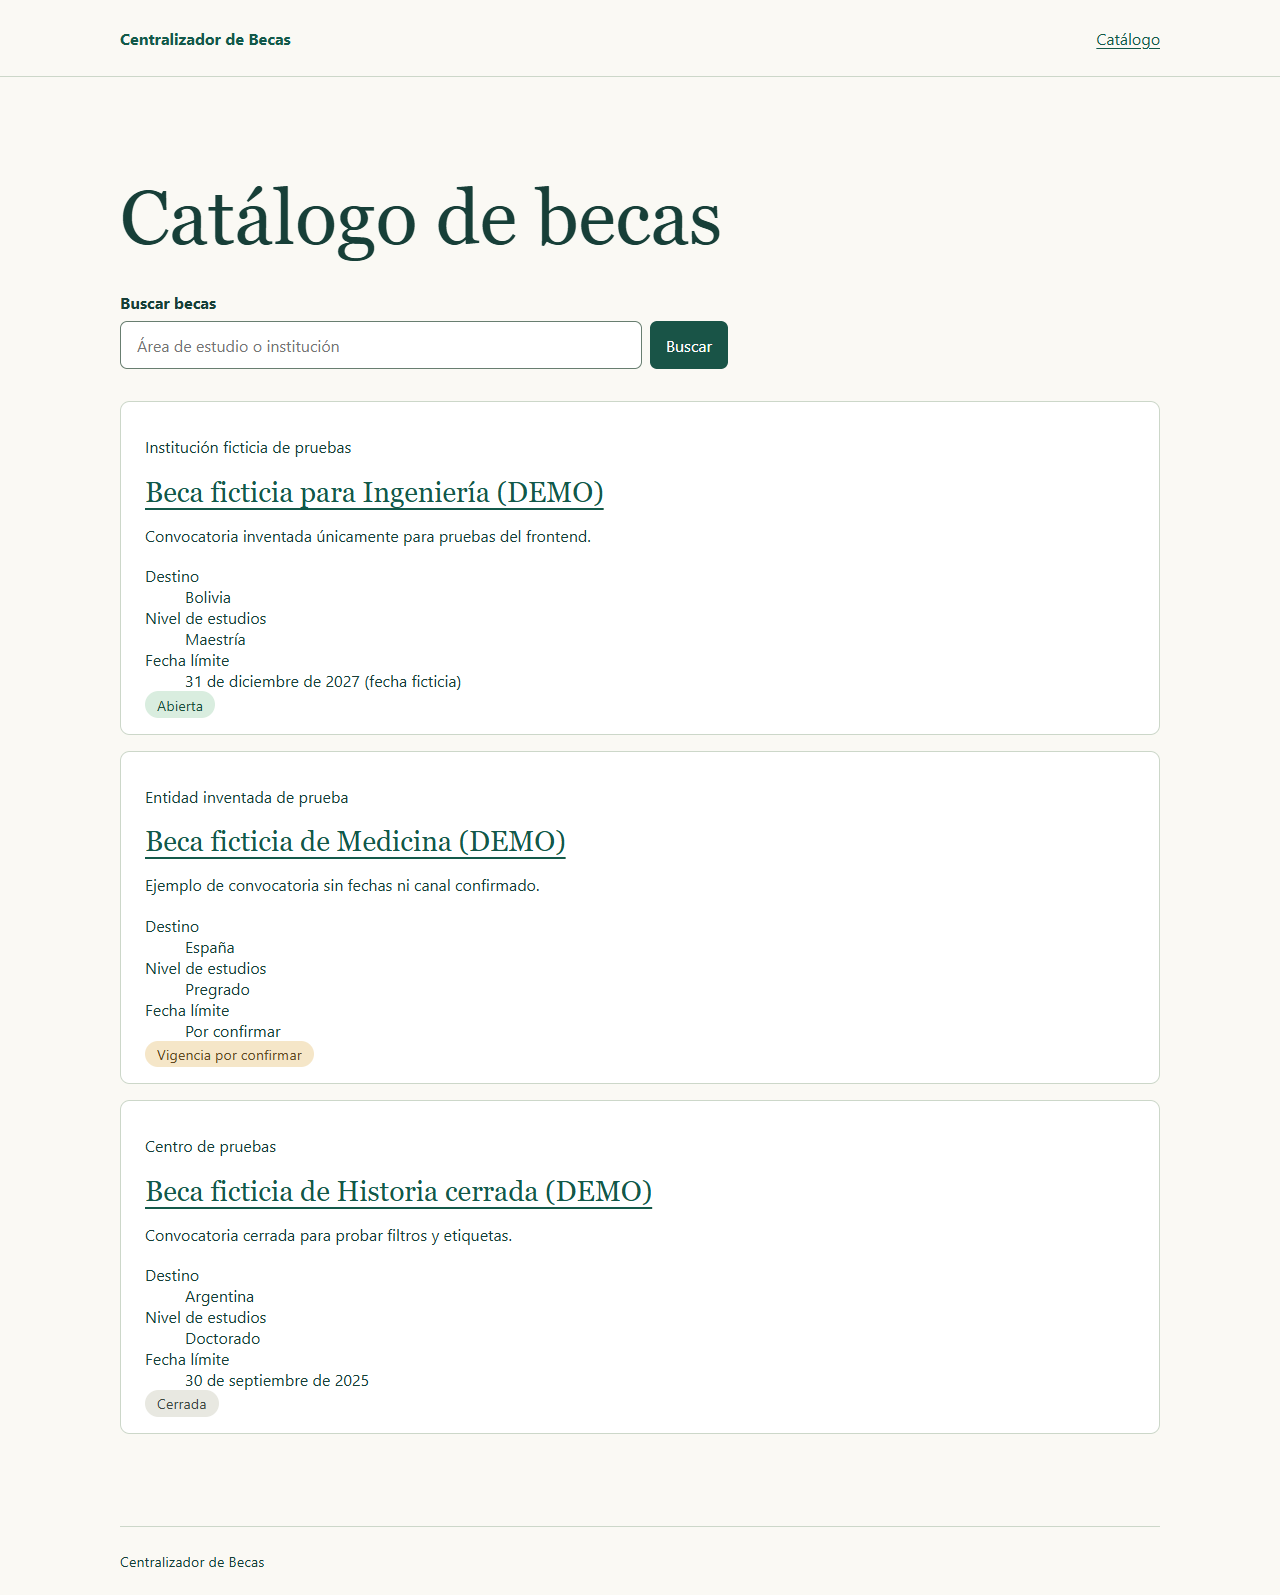 Centralizador de Becas
Catálogo
Catálogo de becas
Buscar becas
Área de estudio o institución
Buscar
Institución ficticia de pruebas
Beca ficticia para Ingeniería (DEMO)
Convocatoria inventada únicamente para pruebas del frontend.
Destino
Bolivia
Nivel de estudios
Maestría
Fecha límite
31 de diciembre de 2027 (fecha ficticia)
Abierta
Entidad inventada de prueba
Beca ficticia de Medicina (DEMO)
Ejemplo de convocatoria sin fechas ni canal confirmado.
Destino
España
Nivel de estudios
Pregrado
Fecha límite
Por confirmar
Vigencia por confirmar
Centro de pruebas
Beca ficticia de Historia cerrada (DEMO)
Convocatoria cerrada para probar filtros y etiquetas.
Destino
Argentina
Nivel de estudios
Doctorado
Fecha límite
30 de septiembre de 2025
Cerrada
Centralizador de Becas